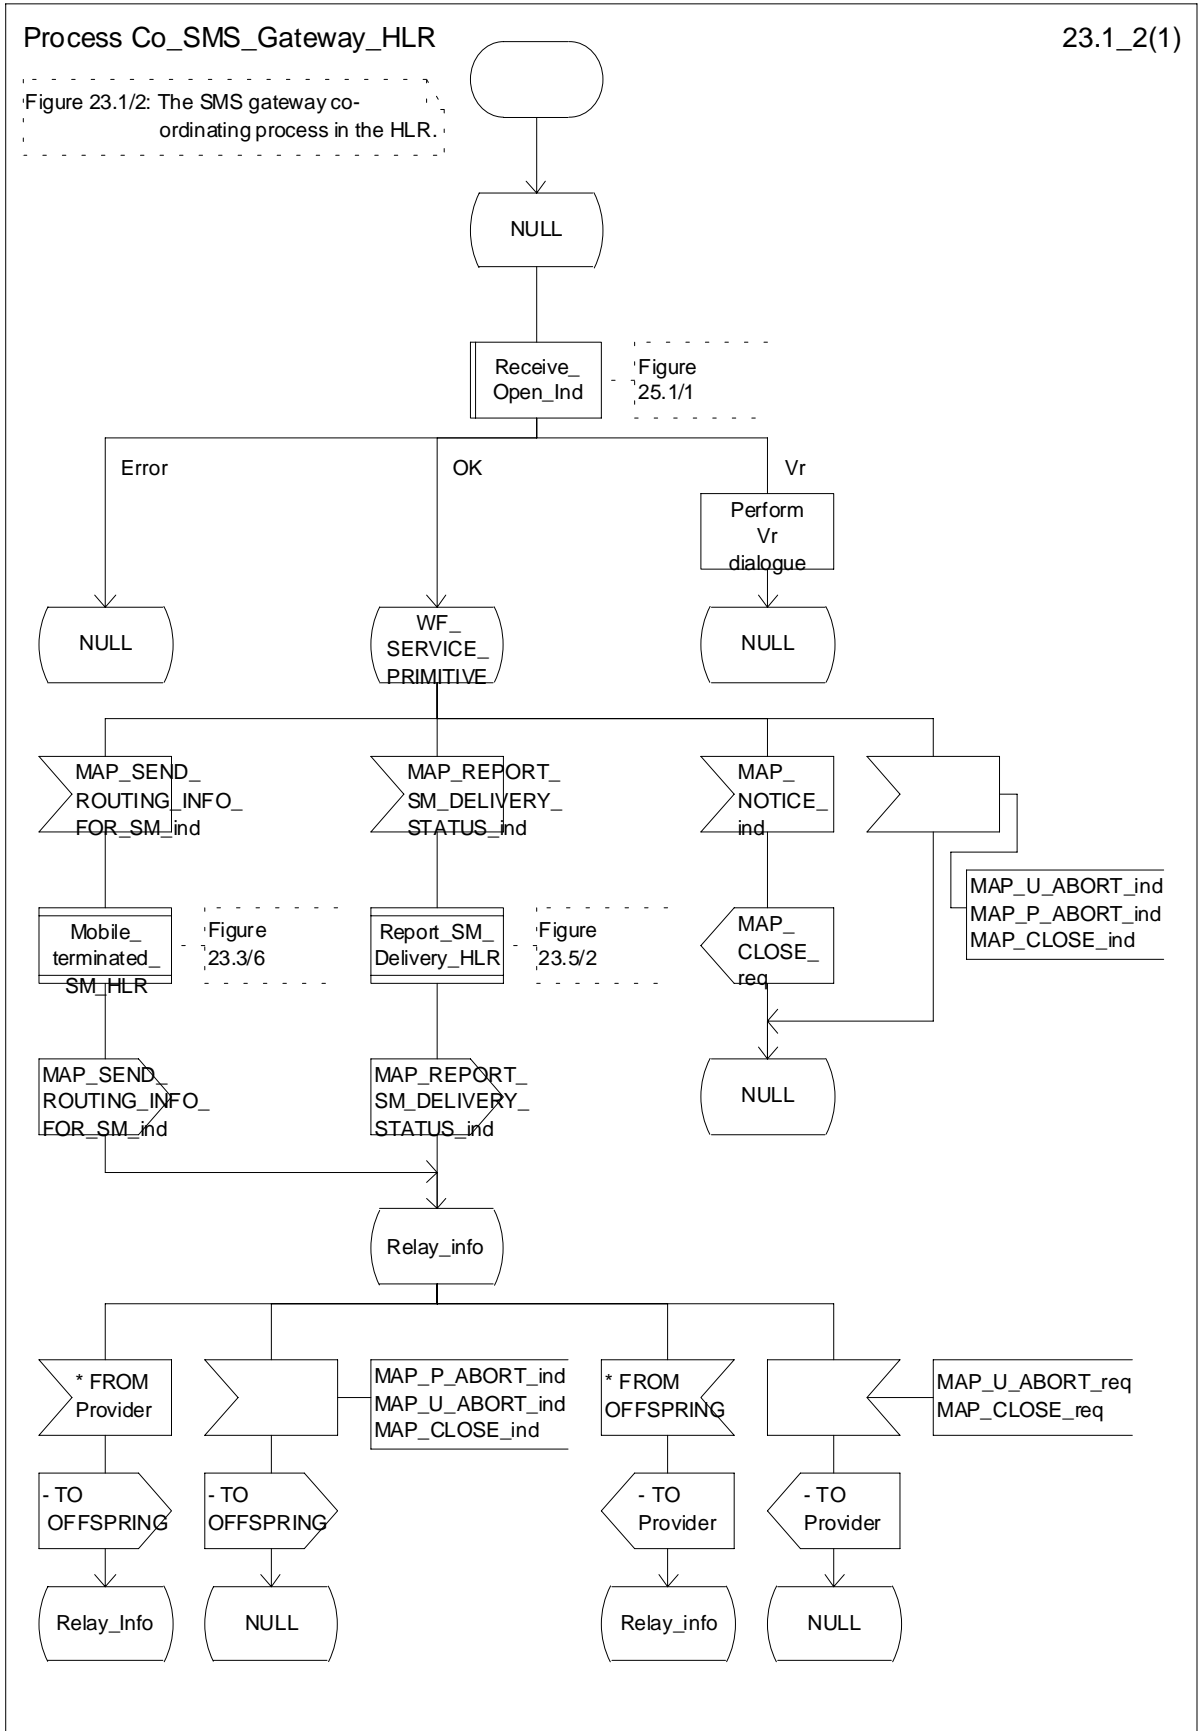 Process Co_SMS_Gateway_HLR
23.1_2(1)
Figure 23.1/2: The SMS gateway co-
ordinating process in the HLR.
NULL
Receive_
Open_Ind
Figure
25.1/1
Error
OK
Vr
Perform
Vr
dialogue
NULL
WF_
SERVICE_
PRIMITIVE
NULL
MAP_SEND_
ROUTING_INFO_
FOR_SM_ind
MAP_REPORT_
SM_DELIVERY_
STATUS_ind
MAP_
NOTICE_
ind
MAP_U_ABORT_ind
MAP_P_ABORT_ind
MAP_CLOSE_ind
Mobile_
terminated_
SM_HLR
Figure
23.3/6
Report_SM_
Delivery_HLR
Figure
23.5/2
MAP_
CLOSE_
req
MAP_SEND_
ROUTING_INFO_
FOR_SM_ind
MAP_REPORT_
SM_DELIVERY_
STATUS_ind
NULL
Relay_info
* FROM
Provider
MAP_P_ABORT_ind
MAP_U_ABORT_ind
MAP_CLOSE_ind
* FROM
OFFSPRING
MAP_U_ABORT_req
MAP_CLOSE_req
- TO
OFFSPRING
- TO
OFFSPRING
- TO
Provider
- TO
Provider
Relay_Info
NULL
Relay_info
NULL